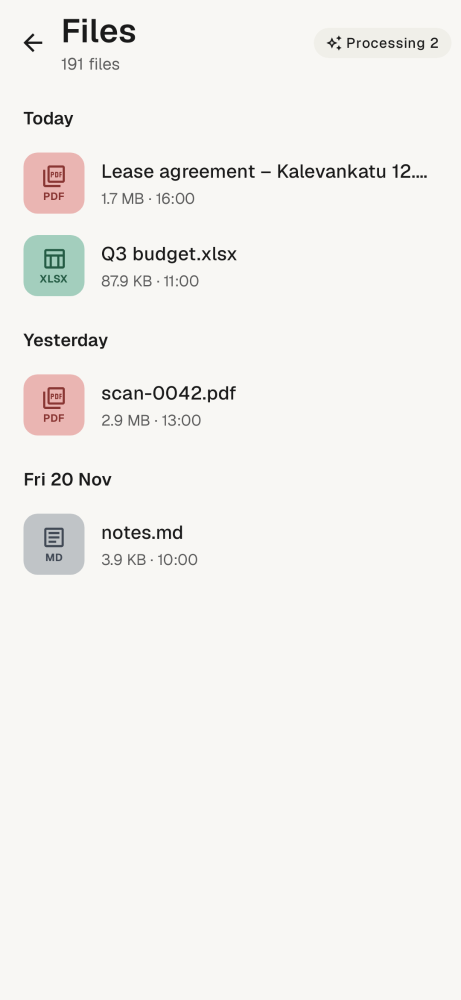 Files
191 files
Processing 2
Today
PDF
PDF
Lease agreement – Kalevankatu 12....
1.7 MB · 16:00
XLSX
Q3 budget.xlsx
87.9 KB · 11:00
Yesterday
PDF
PDF
scan-0042.pdf
2.9 MB · 13:00
Fri 20 Nov
MD
notes.md
3.9 KB · 10:00